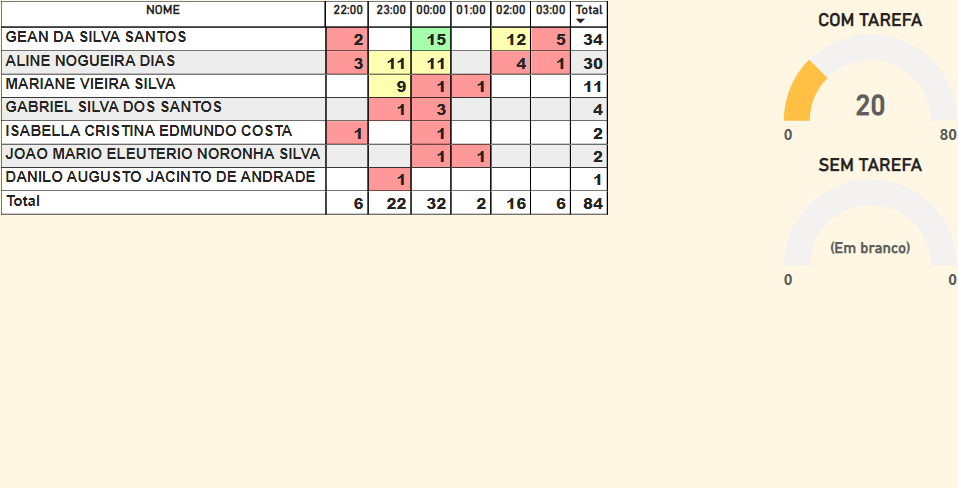 NOME 22:00 23:00 00:00 01:00 02:00 03:00 Total
GEAN DA SILVA SANTOS 2 15 12 5 34
ALINE NOGUEIRA DIAS 3 11 11 4 1 30
MARIANE VIEIRA SILVA 9 1 1 11
GABRIEL SILVA DOS SANTOS 1 3 4
ISABELLA CRISTINA EDMUNDO COSTA 1 1 2
JOAO MARIO ELEUTERIO NORONHA SILVA 1 1 2
DANILO AUGUSTO JACINTO DE ANDRADE 1 1
Total 6 22 32 2 16 6 84
COM TAREFA
20
0 80
SEM TAREFA
(Em branco)
0 0